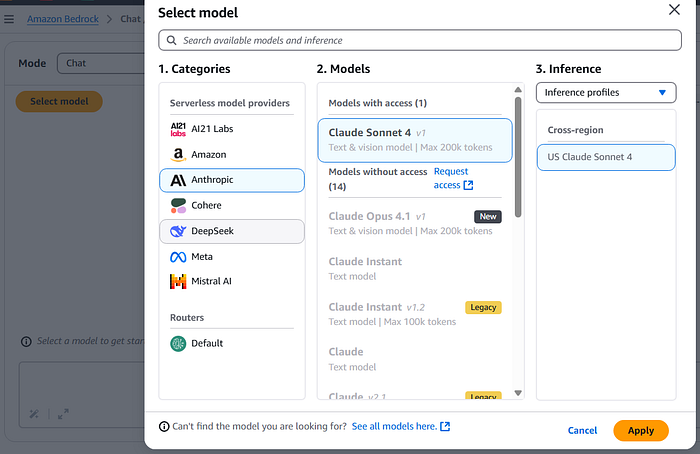 Amazon Bedrock
Chat
Mode
Chat
Select model
Select a model to get star
Select model
Search available models and inference
1. Categories
Serverless model providers
AI21 labs
AI21 Labs
Amazon
Anthropic
Cohere
DeepSeek
Meta
Mistral AI
Routers
Default
2. Models
Models with access (1)
Claude Sonnet 4 v1
Text & vision model | Max 200k tokens
Models without access (14)
Request access
Claude Opus 4.1 v1
New
Text & vision model | Max 200k tokens
Claude Instant
Text model
Claude Instant v1.2
Legacy
Text model | Max 100k tokens
Claude
Text model
Claude v2.1
Legacy
3. Inference
Inference profiles
Cross-region
US Claude Sonnet 4
Can't find the model you are looking for? See all models here.
Cancel
Apply